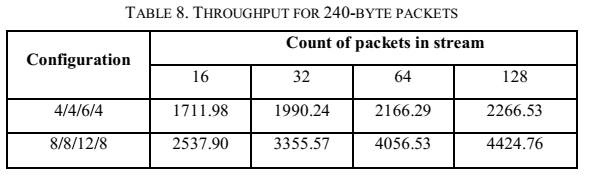 TABLE 8. THROUGHPUT FOR 240-BYTE PACKETS
Configuration
Count of packets in stream
16 32 64 128
4/4/6/4 1711.98 1990.24 2166.29 2266.53
8/8/12/8 2537.90 3355.57 4056.53 4424.76